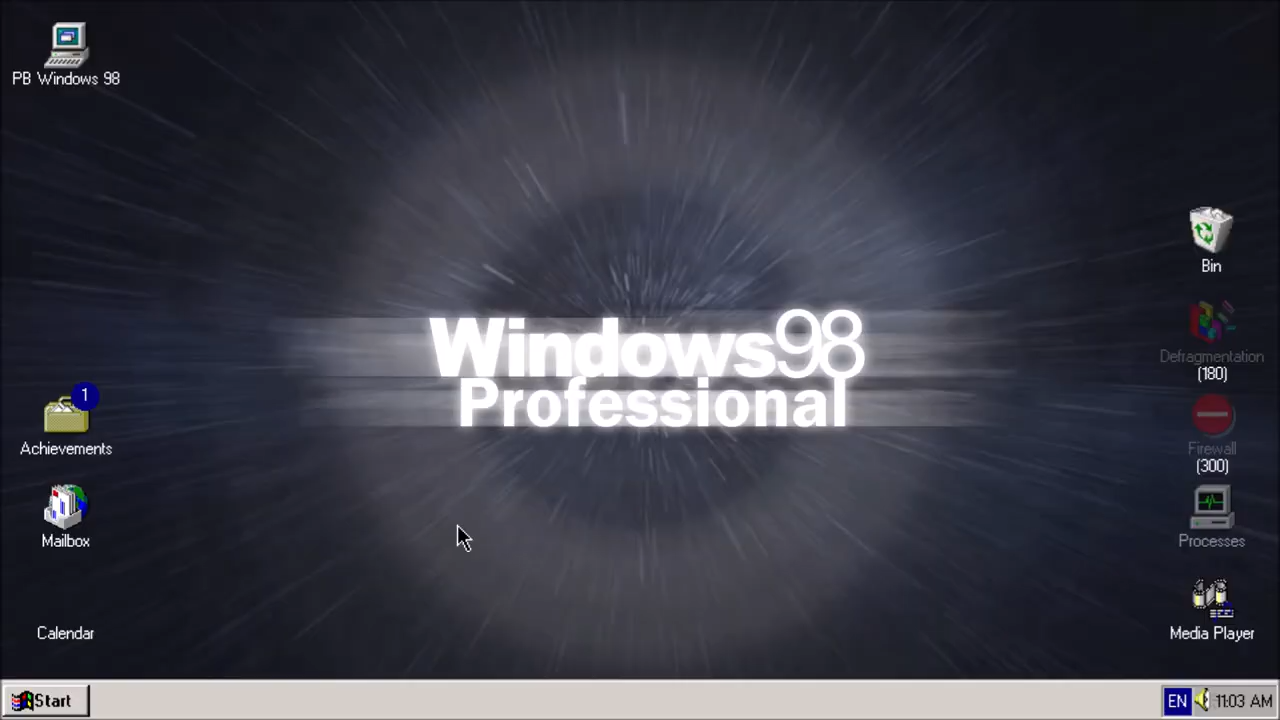 PB Windows 98
Windows98
Professional
Bin
Defragmentation
(180)
1
Achievements
Firewall
(300)
Mailbox
Processes
Calendar
Media Player
Start
EN
11:03 AM